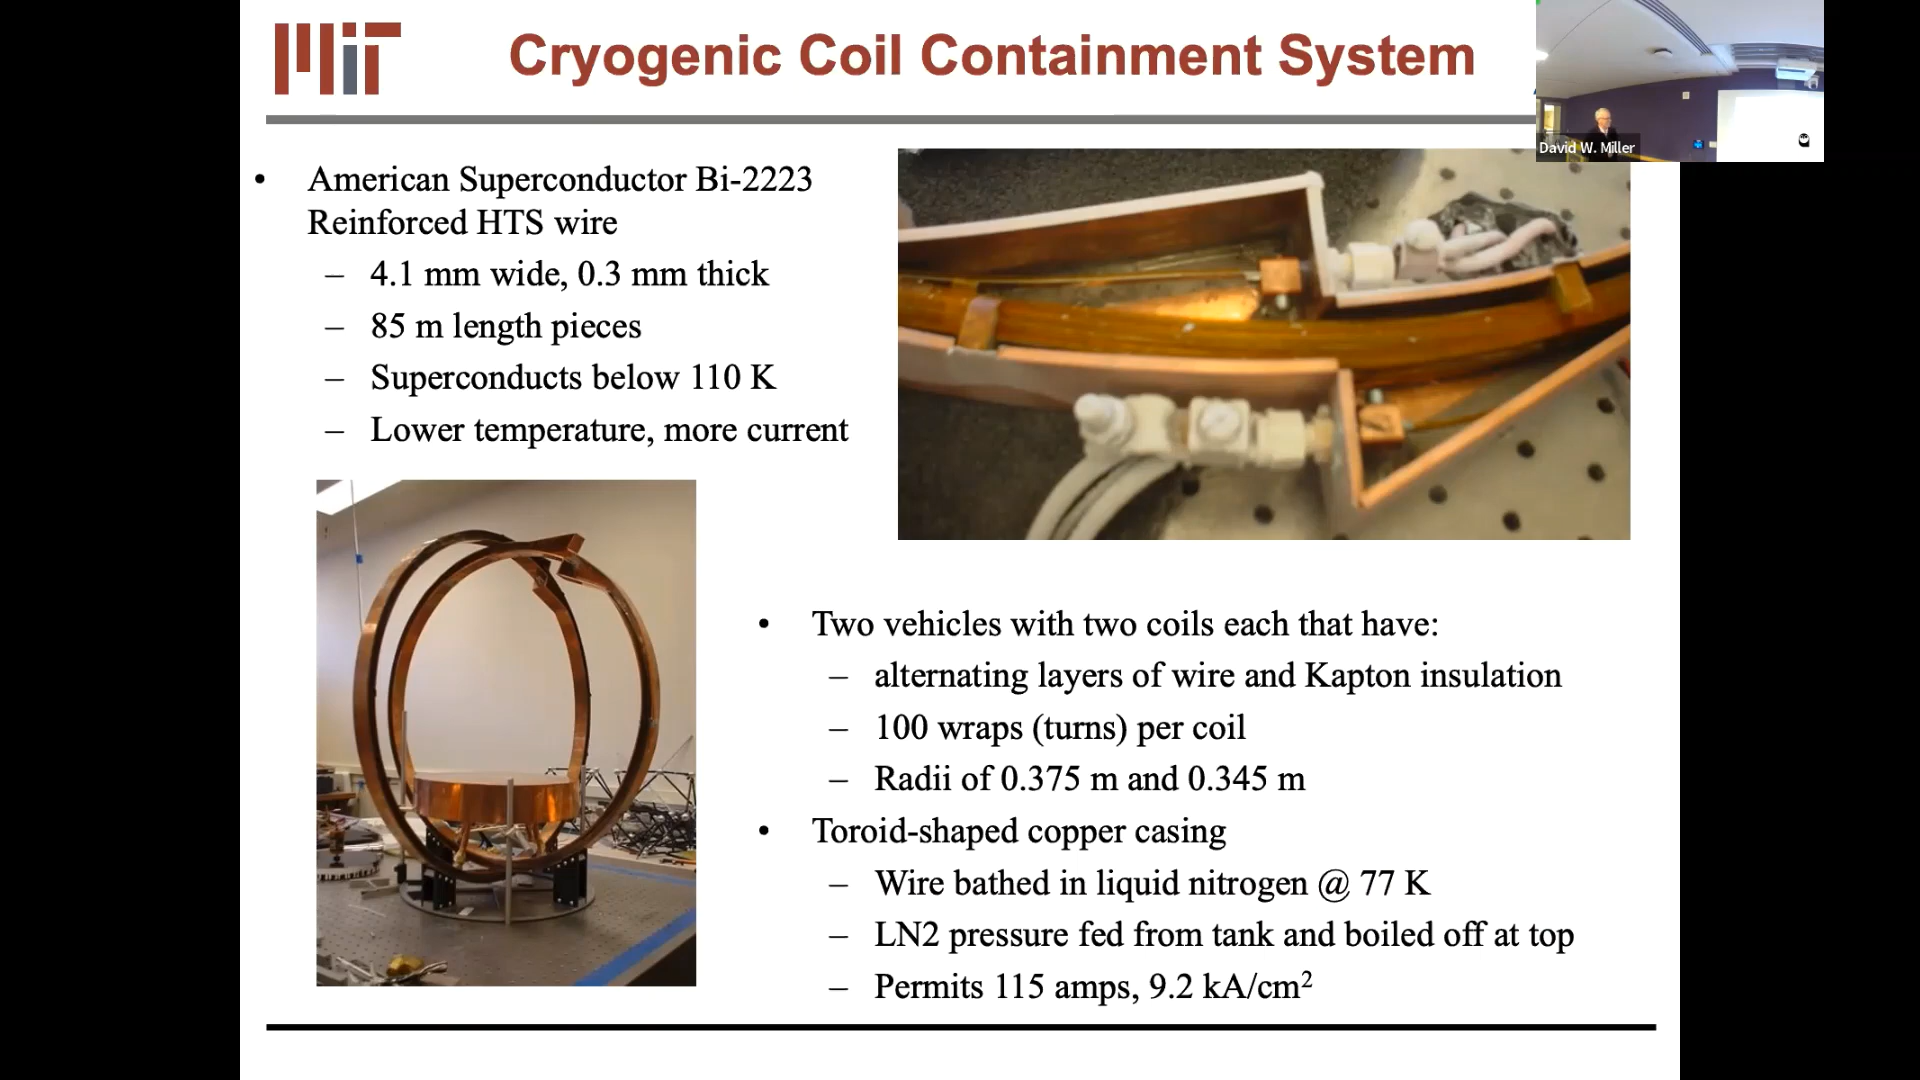 MIT
Cryogenic Coil Containment System
David W. Miller
• American Superconductor Bi-2223
Reinforced HTS wire
– 4.1 mm wide, 0.3 mm thick
– 85 m length pieces
– Superconducts below 110 K
– Lower temperature, more current
• Two vehicles with two coils each that have:
– alternating layers of wire and Kapton insulation
– 100 wraps (turns) per coil
– Radii of 0.375 m and 0.345 m
• Toroid-shaped copper casing
– Wire bathed in liquid nitrogen @ 77 K
– LN2 pressure fed from tank and boiled off at top
– Permits 115 amps, 9.2 kA/cm²